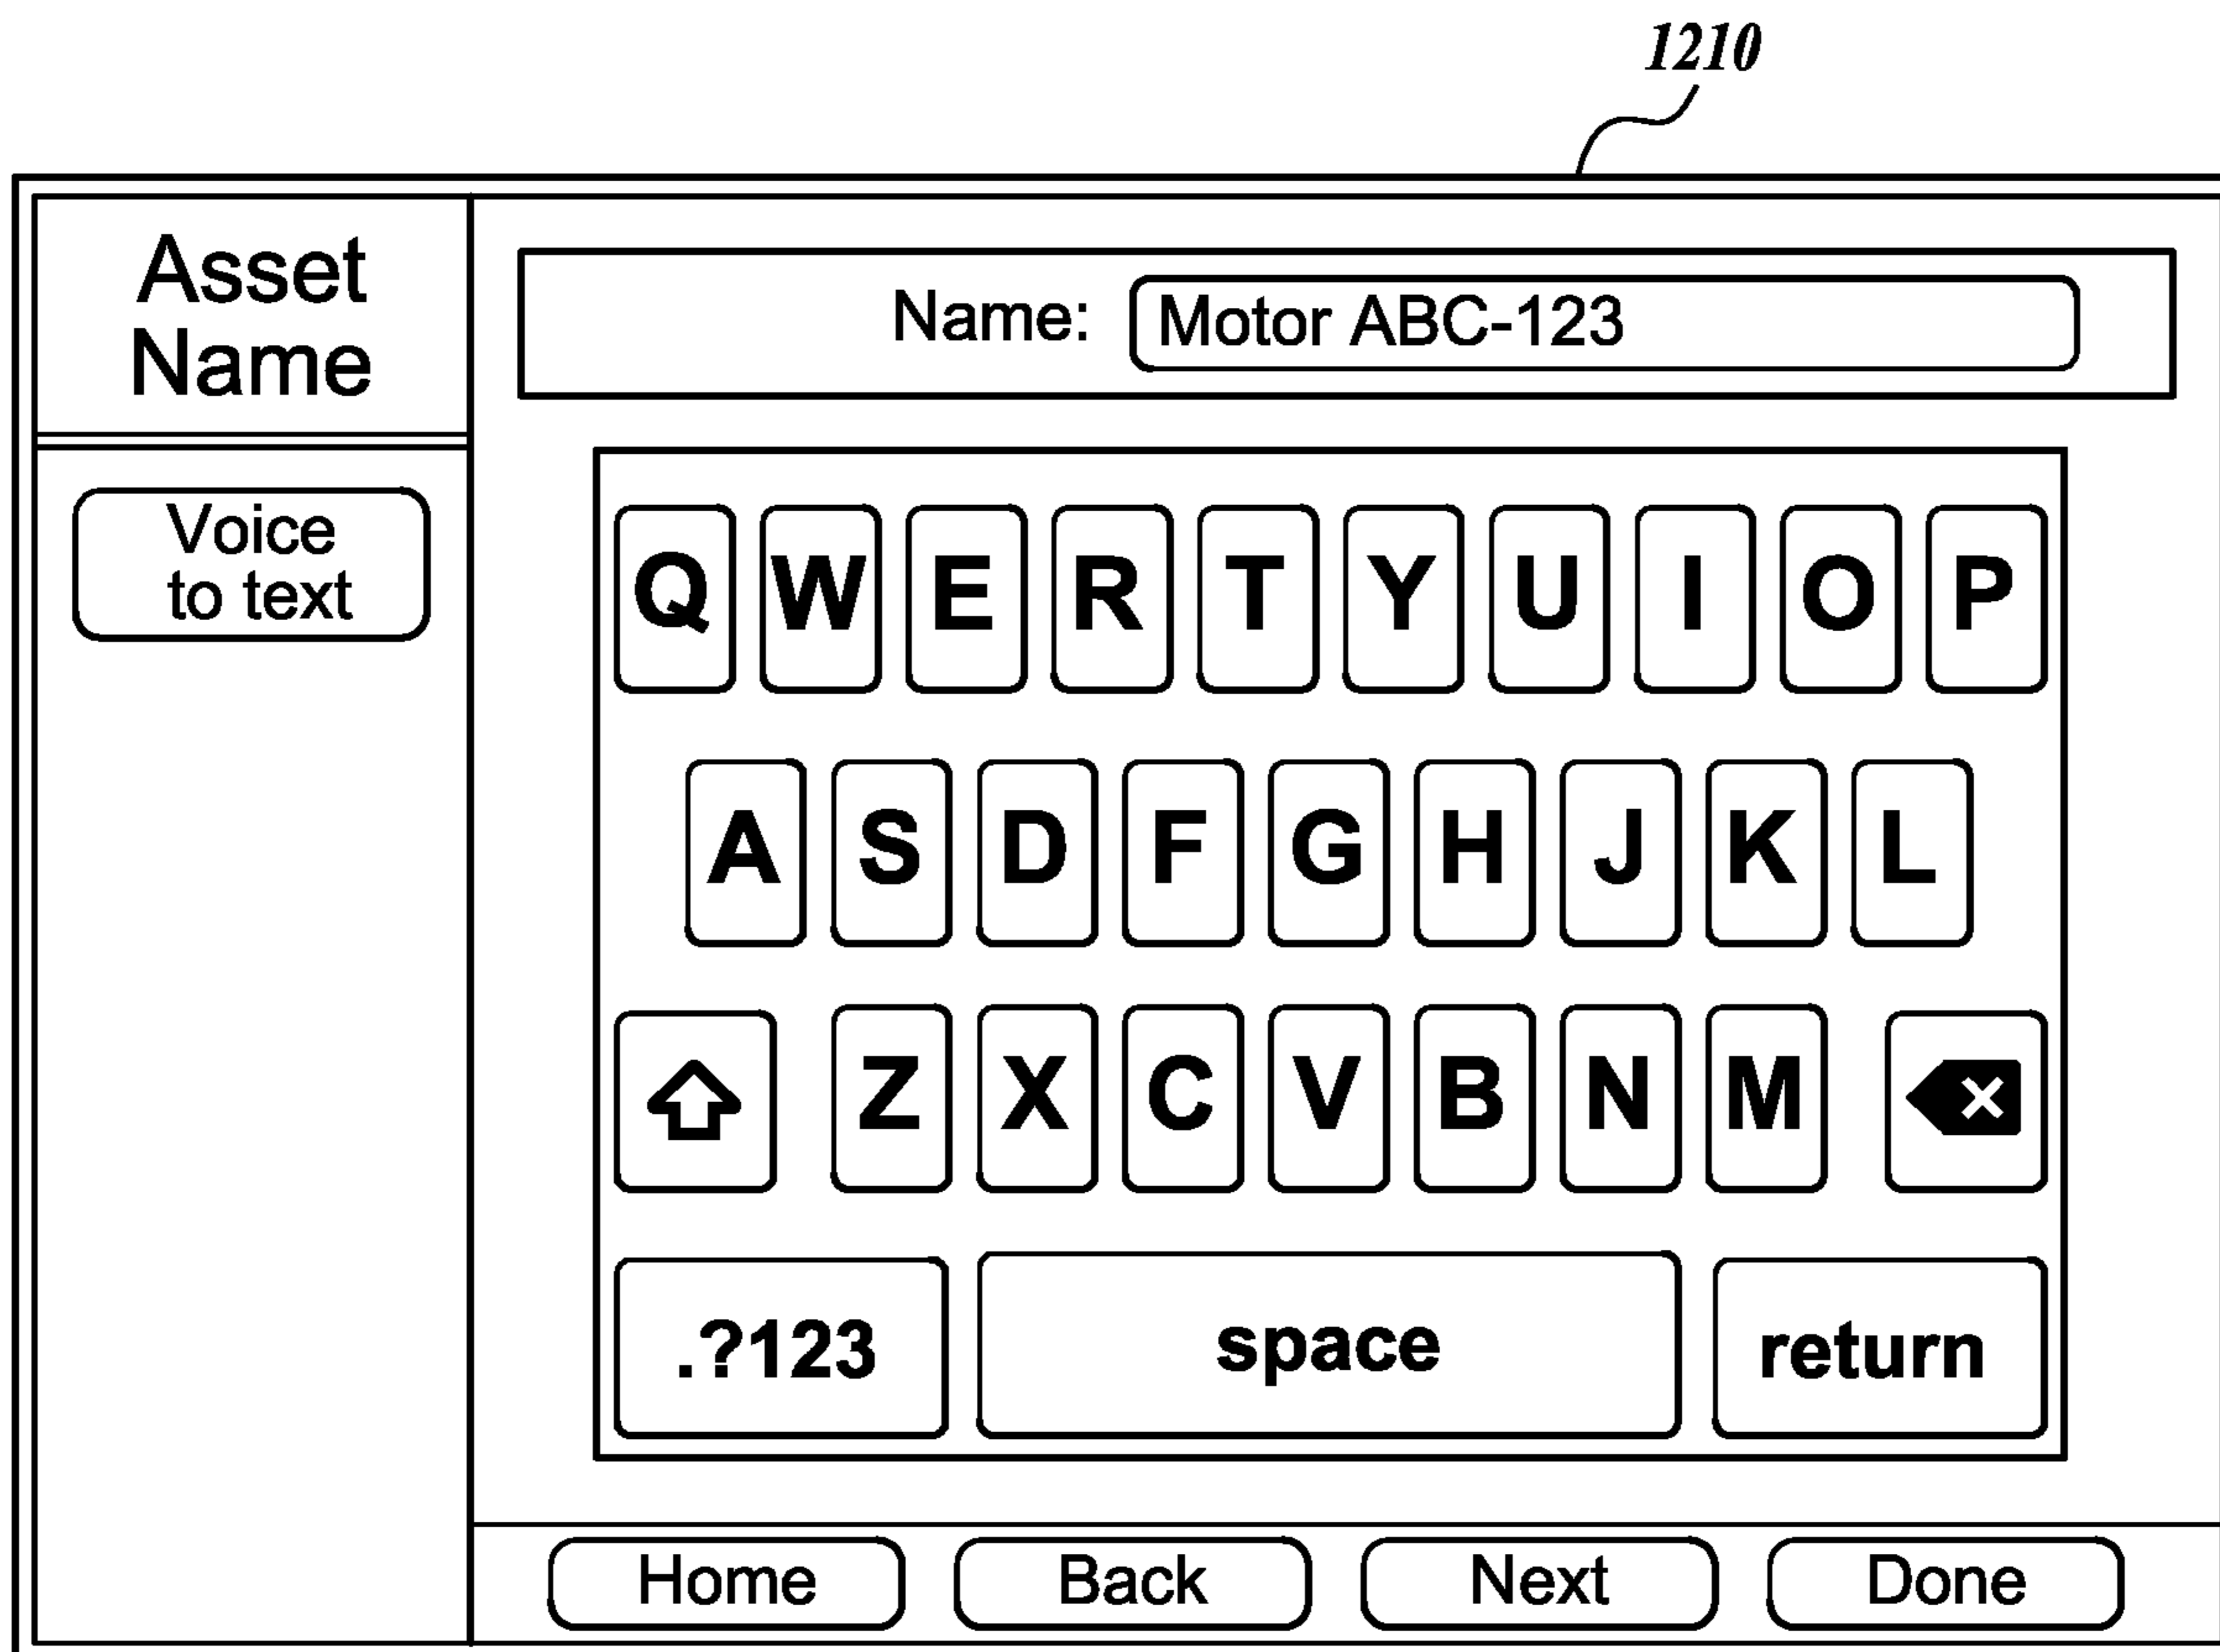 1210
Asset
Name
Name: Motor ABC-123
Voice
to text
Q W E R T Y U I O P
A S D F G H J K L
Z X C V B N M
.?123 space return
Home Back Next Done